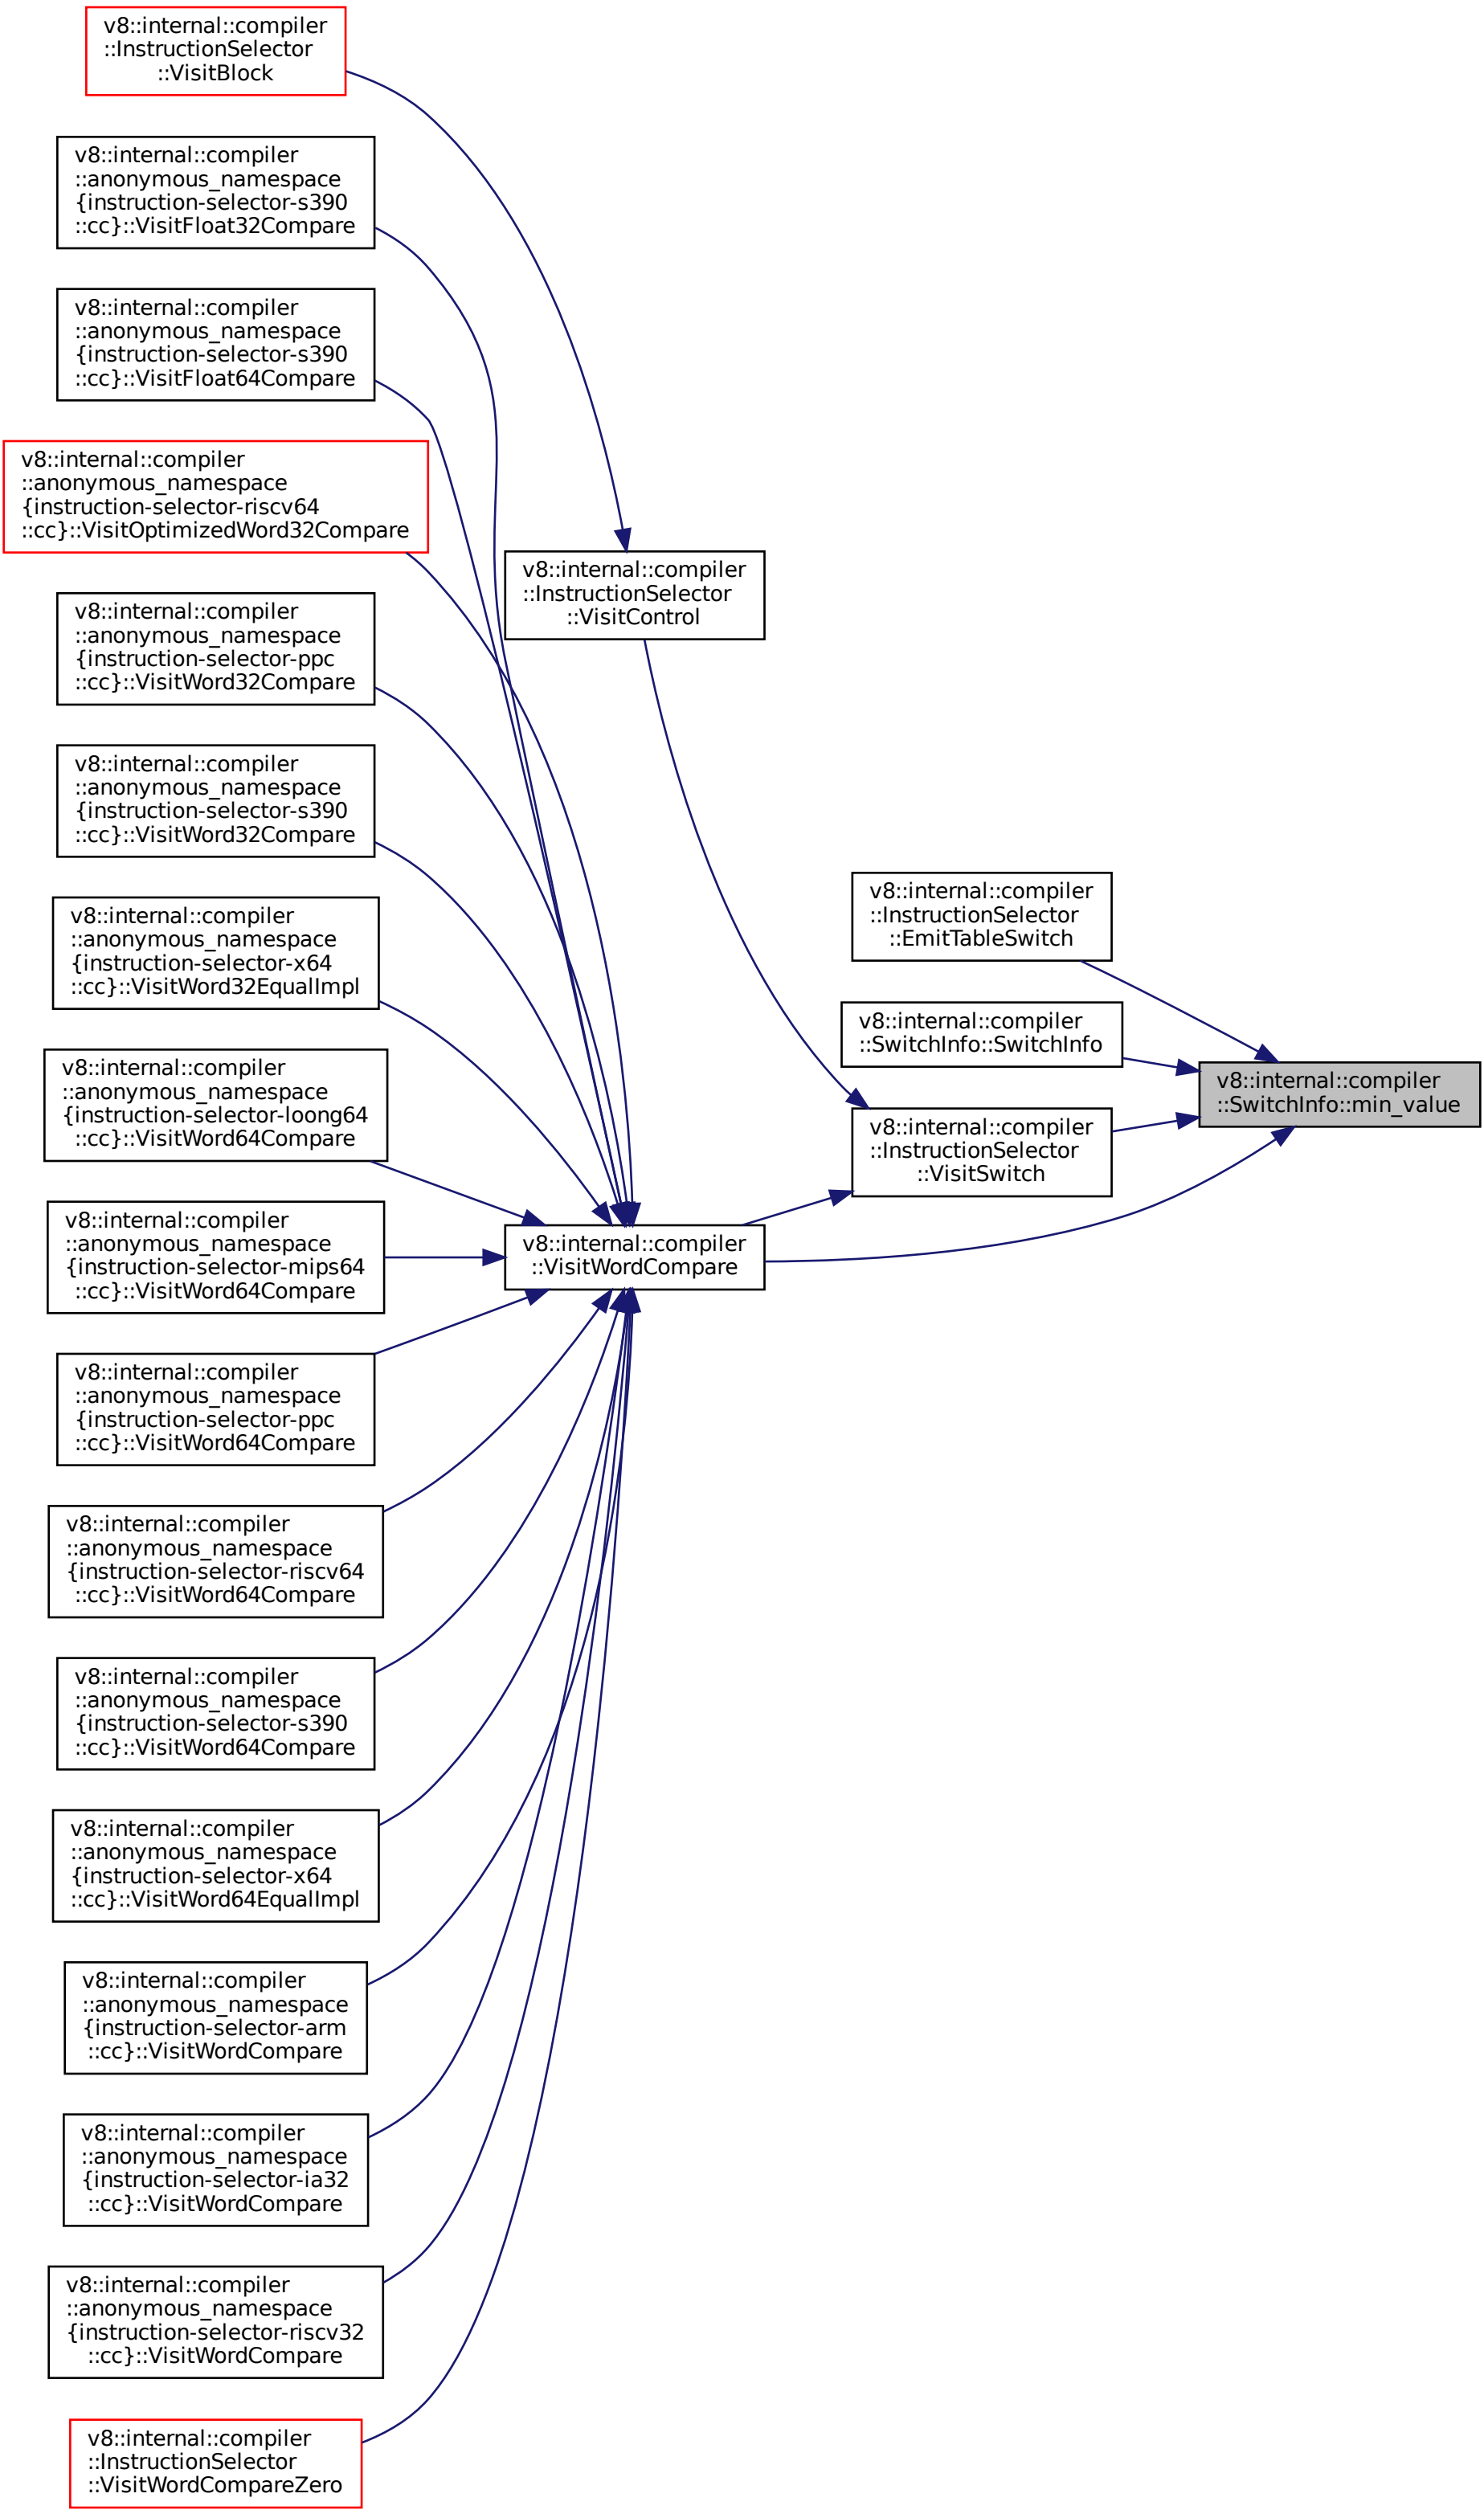 v8::internal::compiler
::InstructionSelector
::VisitBlock
v8::internal::compiler
::anonymous_namespace
{instruction-selector-s390
::cc}::VisitFloat32Compare
v8::internal::compiler
::anonymous_namespace
{instruction-selector-s390
::cc}::VisitFloat64Compare
v8::internal::compiler
::anonymous_namespace
{instruction-selector-riscv64
::cc}::VisitOptimizedWord32Compare
v8::internal::compiler
::anonymous_namespace
{instruction-selector-ppc
::cc}::VisitWord32Compare
v8::internal::compiler
::anonymous_namespace
{instruction-selector-s390
::cc}::VisitWord32Compare
v8::internal::compiler
::anonymous_namespace
{instruction-selector-x64
::cc}::VisitWord32EqualImpl
v8::internal::compiler
::anonymous_namespace
{instruction-selector-loong64
::cc}::VisitWord64Compare
v8::internal::compiler
::anonymous_namespace
{instruction-selector-mips64
::cc}::VisitWord64Compare
v8::internal::compiler
::anonymous_namespace
{instruction-selector-ppc
::cc}::VisitWord64Compare
v8::internal::compiler
::anonymous_namespace
{instruction-selector-riscv64
::cc}::VisitWord64Compare
v8::internal::compiler
::anonymous_namespace
{instruction-selector-s390
::cc}::VisitWord64Compare
v8::internal::compiler
::anonymous_namespace
{instruction-selector-x64
::cc}::VisitWord64EqualImpl
v8::internal::compiler
::anonymous_namespace
{instruction-selector-arm
::cc}::VisitWordCompare
v8::internal::compiler
::anonymous_namespace
{instruction-selector-ia32
::cc}::VisitWordCompare
v8::internal::compiler
::anonymous_namespace
{instruction-selector-riscv32
::cc}::VisitWordCompare
v8::internal::compiler
::InstructionSelector
::VisitWordCompareZero
v8::internal::compiler
::InstructionSelector
::VisitControl
v8::internal::compiler
::VisitWordCompare
v8::internal::compiler
::InstructionSelector
::EmitTableSwitch
v8::internal::compiler
::SwitchInfo::SwitchInfo
v8::internal::compiler
::InstructionSelector
::VisitSwitch
v8::internal::compiler
::SwitchInfo::min_value